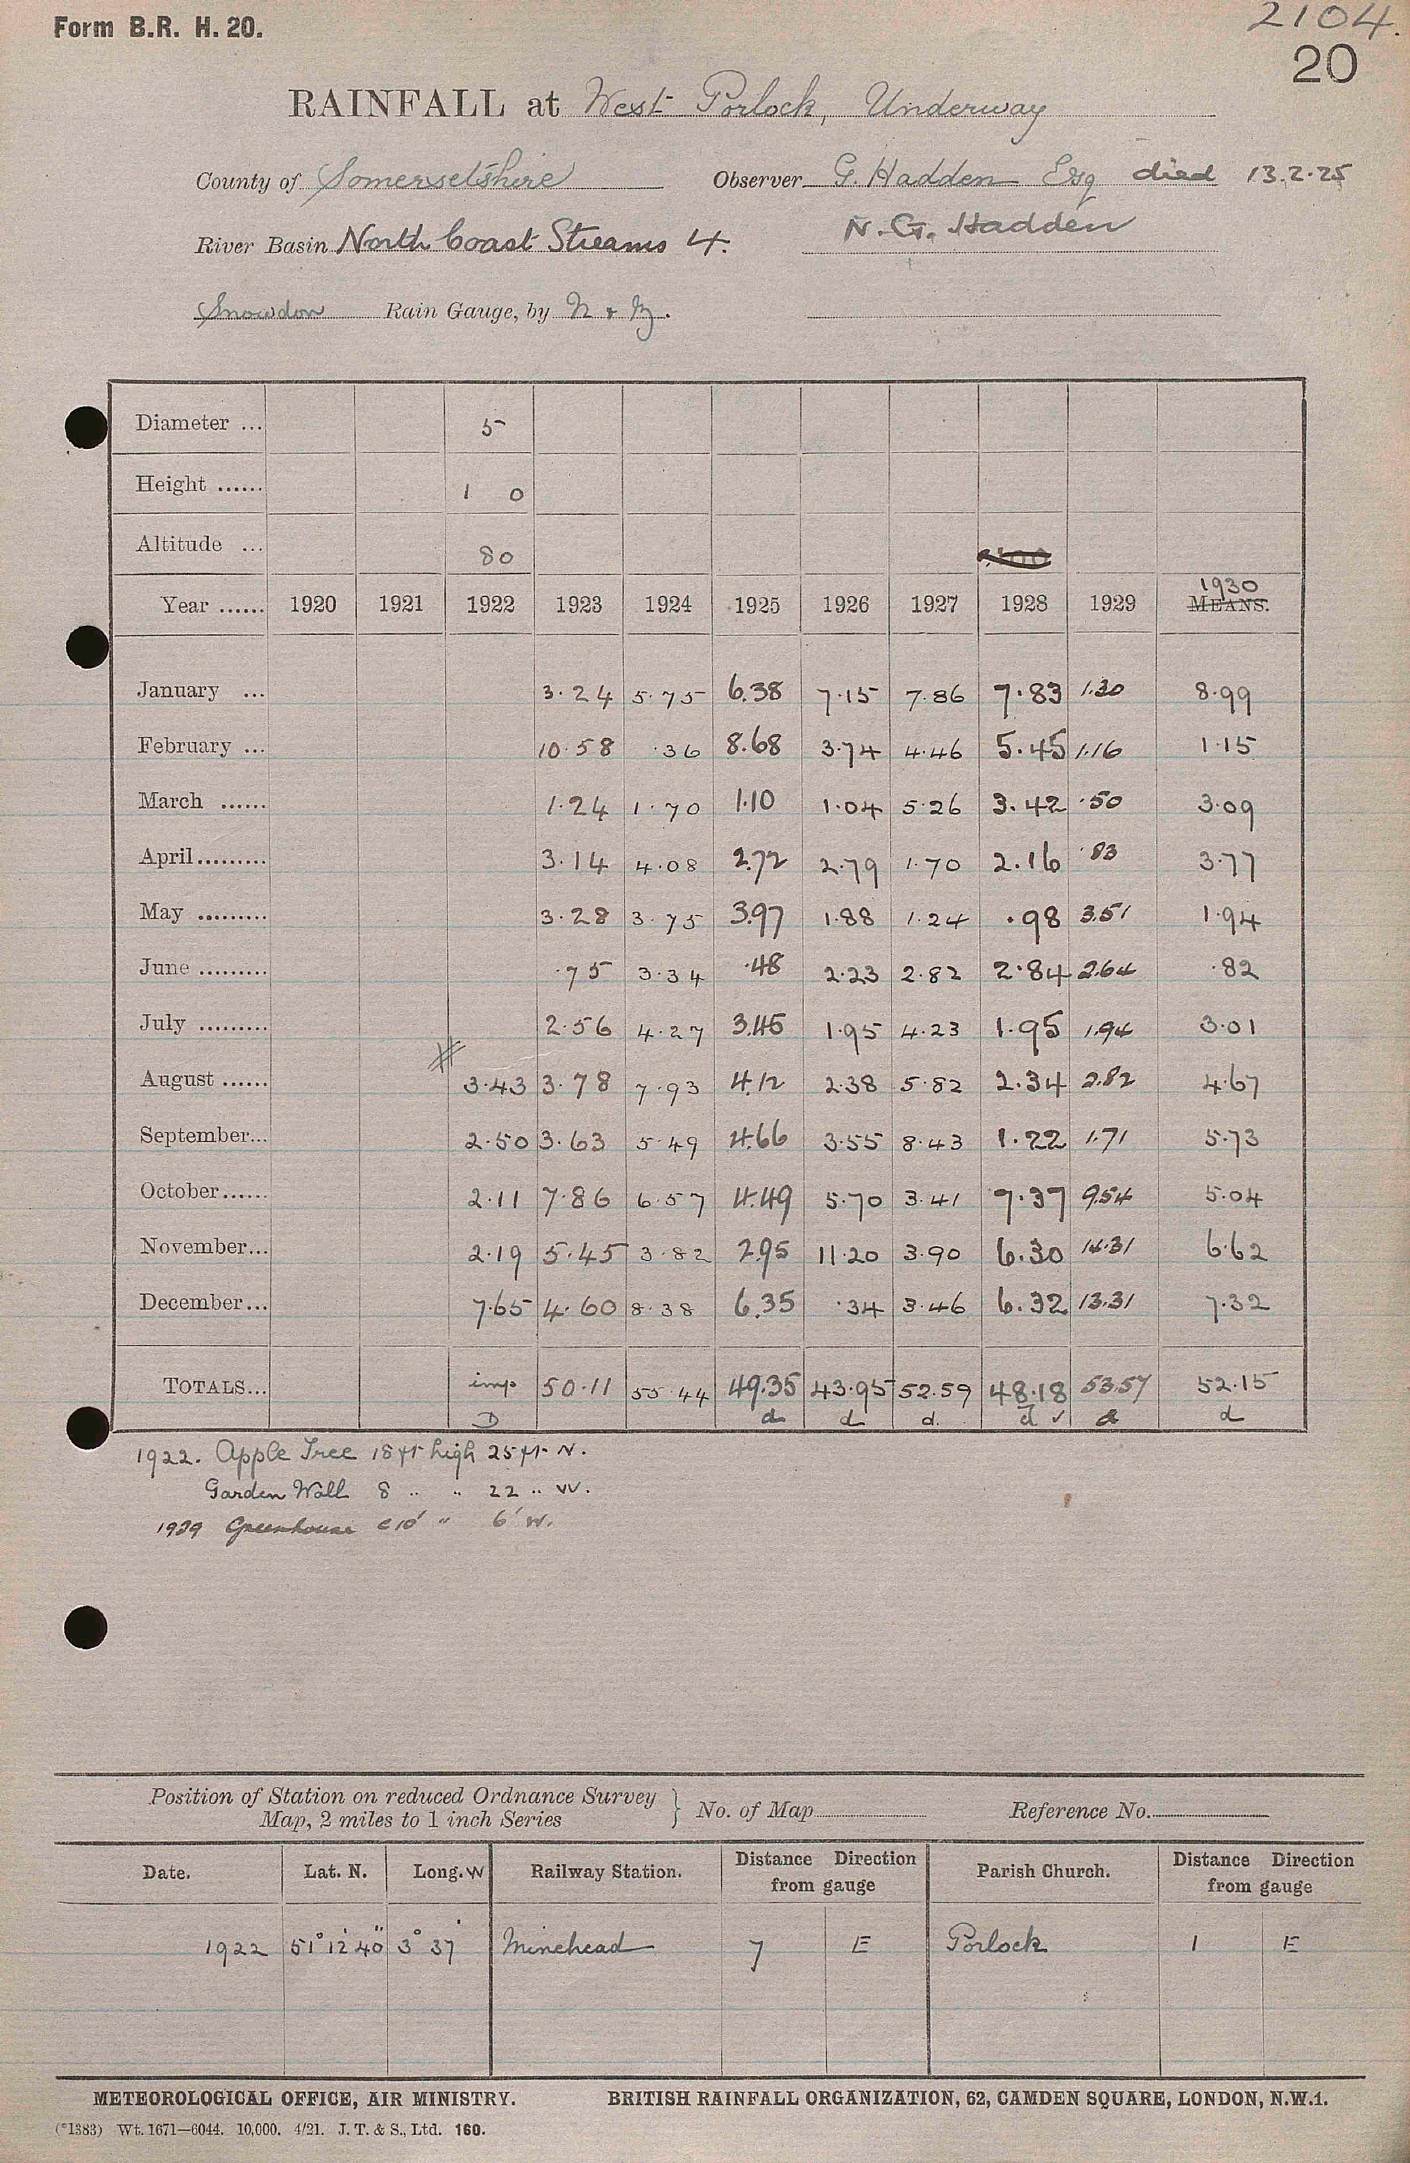 Form B.R. H. 20.
2104.
20
RAINFALL at West Porlock, Underway
County of Somersetshire Observer G. Hadden Esq died 13.2.25
River Basin North Coast Streams 4. N. G. Hadden
Snowdon Rain Gauge, by N & Z.
Diameter ... 5
Height ...... 1 0
Altitude ... 80
1930
Year ...... 1920 1921 1922 1923 1924 1925 1926 1927 1928 1929 MEANS.
January ... 3.24 5.75 6.38 7.15 7.86 7.83 1.30 8.99
February ... 10.58 .36 8.68 3.74 4.46 5.45 1.16 1.15
March ...... 1.24 1.70 1.10 1.04 5.26 3.42 .50 3.09
April......... 3.14 4.08 2.72 2.79 1.70 2.16 .83 3.77
May ......... 3.28 3.75 3.97 1.88 1.24 .98 3.51 1.94
June ......... .75 3.34 .48 2.23 2.82 2.84 2.64 .82
July ......... 2.56 4.27 3.45 1.95 4.23 1.95 1.94 3.01
August ...... 3.43 3.78 7.93 4.12 2.38 5.82 2.34 2.82 4.67
September... 2.50 3.63 5.49 4.66 3.55 8.43 1.22 1.71 5.73
October...... 2.11 7.86 6.57 4.49 5.70 3.41 7.37 9.54 5.04
November... 2.19 5.45 3.82 2.95 11.20 3.90 6.30 14.31 6.62
December... 7.65 4.60 8.38 6.35 .34 3.46 6.32 13.31 7.32
TOTALS... imp 50.11 55.44 49.35 43.95 52.59 48.18 53.57 52.15
D d d d. d ✓ d d
1922. Apple Tree 18 ft high 25 ft. N.
Garden Wall 8 " " 22 " W.
1929 Greenhouse c 10' " 6' W.
Position of Station on reduced Ordnance Survey
Map, 2 miles to 1 inch Series } No. of Map Reference No.
Date. Lat. N. Long. W Railway Station. Distance Direction from gauge Parish Church. Distance Direction from gauge
1922 51° 12' 40" 3° 37' Minehead 7 E Porlock 1 E
METEOROLOGICAL OFFICE, AIR MINISTRY. BRITISH RAINFALL ORGANIZATION, 62, CAMDEN SQUARE, LONDON, N.W.1.
(*1383) Wt. 1671—6044. 10,000. 4/21. J. T. & S., Ltd. 160.